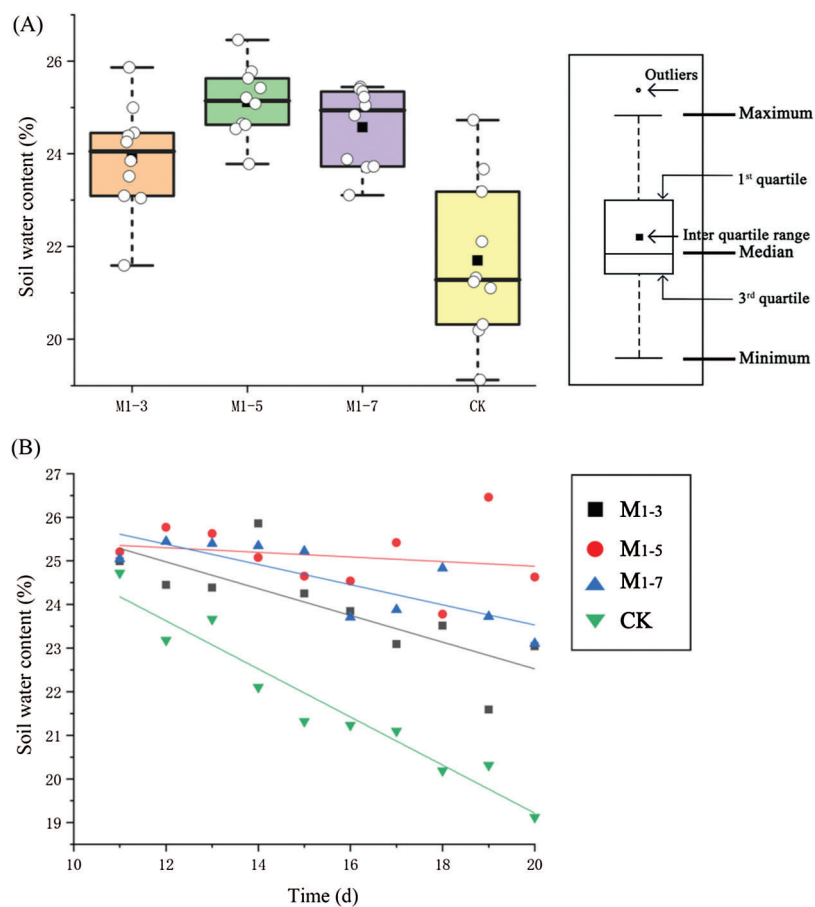 (A)
Soil water content (%)
26
24
22
20
M1-3
M1-5
M1-7
CK
Outliers
Maximum
1st quartile
Inter quartile range
Median
3rd quartile
Minimum
(B)
Soil water content (%)
27
26
25
24
23
22
21
20
19
10
12
14
16
18
20
Time (d)
M1-3
M1-5
M1-7
CK